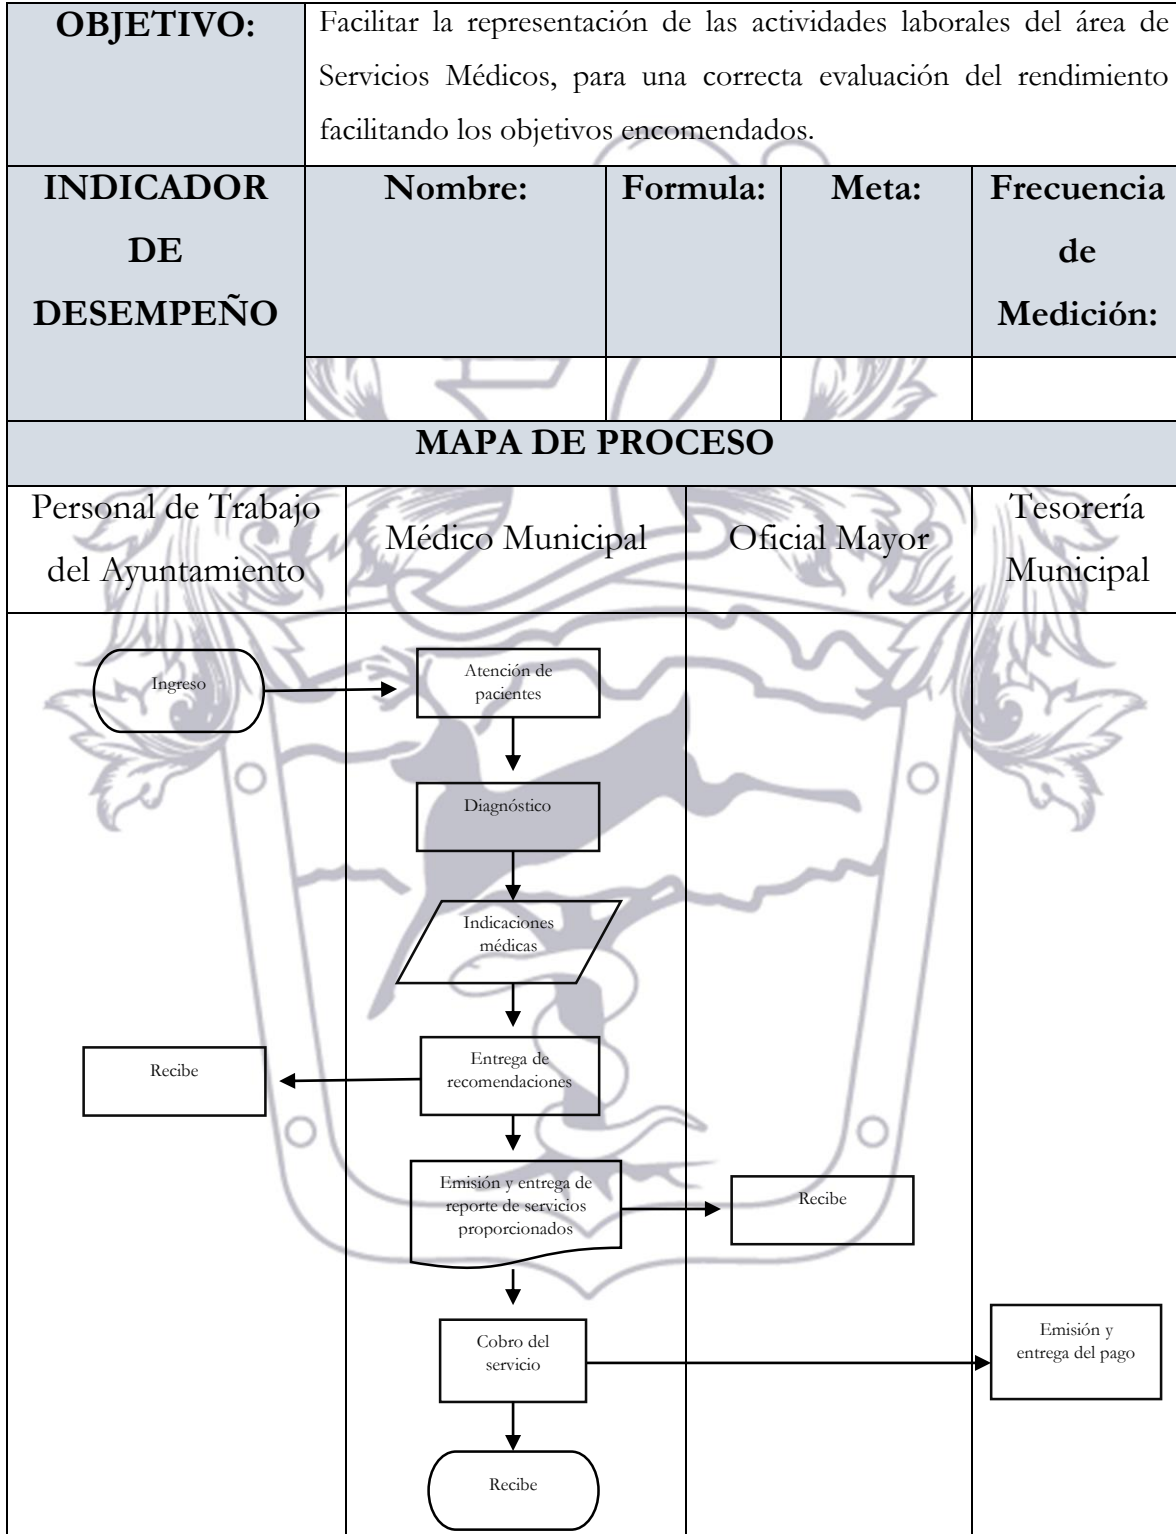 OBJETIVO:
Facilitar la representación de las actividades laborales del área de
Servicios Médicos, para una correcta evaluación del rendimiento
facilitando los objetivos encomendados.
INDICADOR
DE
DESEMPEÑO
Nombre:
Formula:
Meta:
Frecuencia
de
Medición:
MAPA DE PROCESO
Personal de Trabajo
del Ayuntamiento
Médico Municipal
Oficial Mayor
Tesorería
Municipal
Ingreso
Atención de
pacientes
Diagnóstico
Indicaciones
médicas
Entrega de
recomendaciones
Recibe
Emisión y entrega de
reporte de servicios
proporcionados
Recibe
Cobro del
servicio
Emisión y
entrega del pago
Recibe